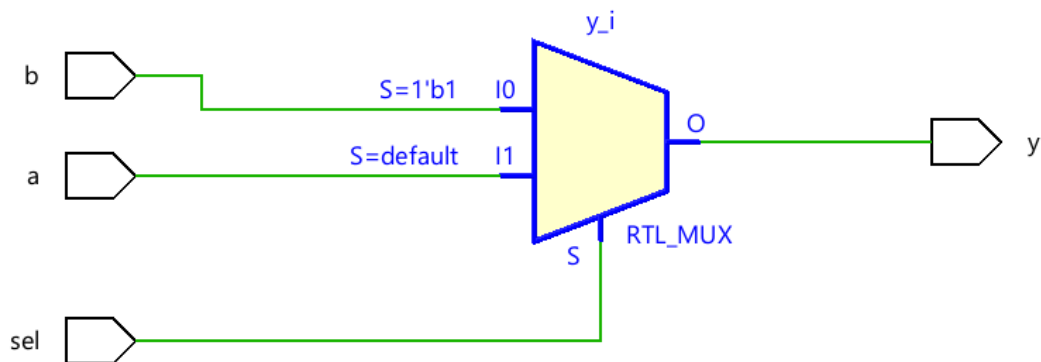 y_i
b
S=1'b1 I0
O
y
S=default I1
a
RTL_MUX
S
sel